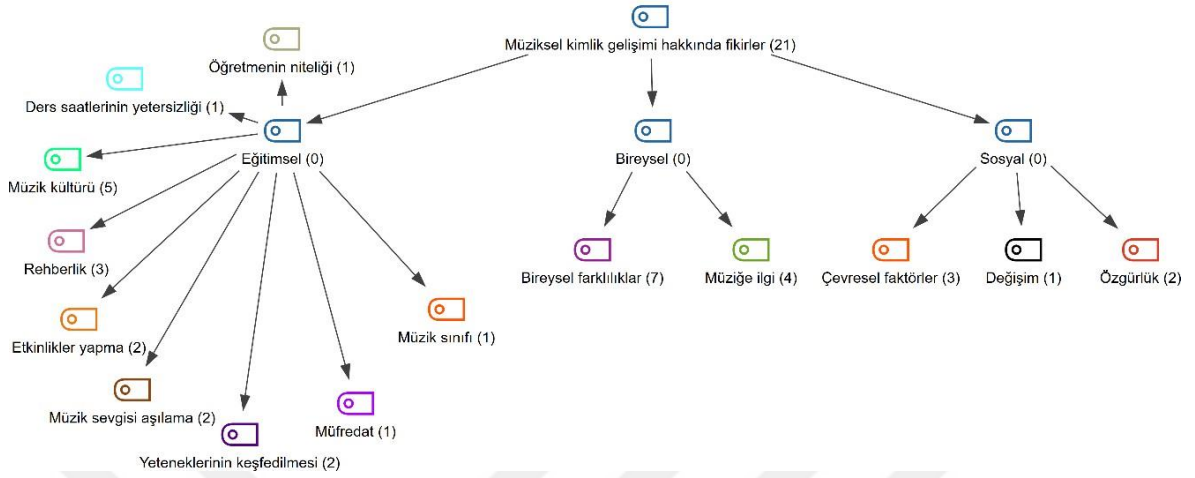 Müziksel kimlik gelişimi hakkında fikirler (21)
Öğretmenin niteliği (1)
Ders saatlerinin yetersizliği (1)
Eğitimsel (0)
Bireysel (0)
Sosyal (0)
Müzik kültürü (5)
Rehberlik (3)
Bireysel farklılıklar (7)
Müziğe ilgi (4)
Çevresel faktörler (3)
Değişim (1)
Özgürlük (2)
Etkinlikler yapma (2)
Müzik sınıfı (1)
Müzik sevgisi aşılama (2)
Müfredat (1)
Yeteneklerinin keşfedilmesi (2)